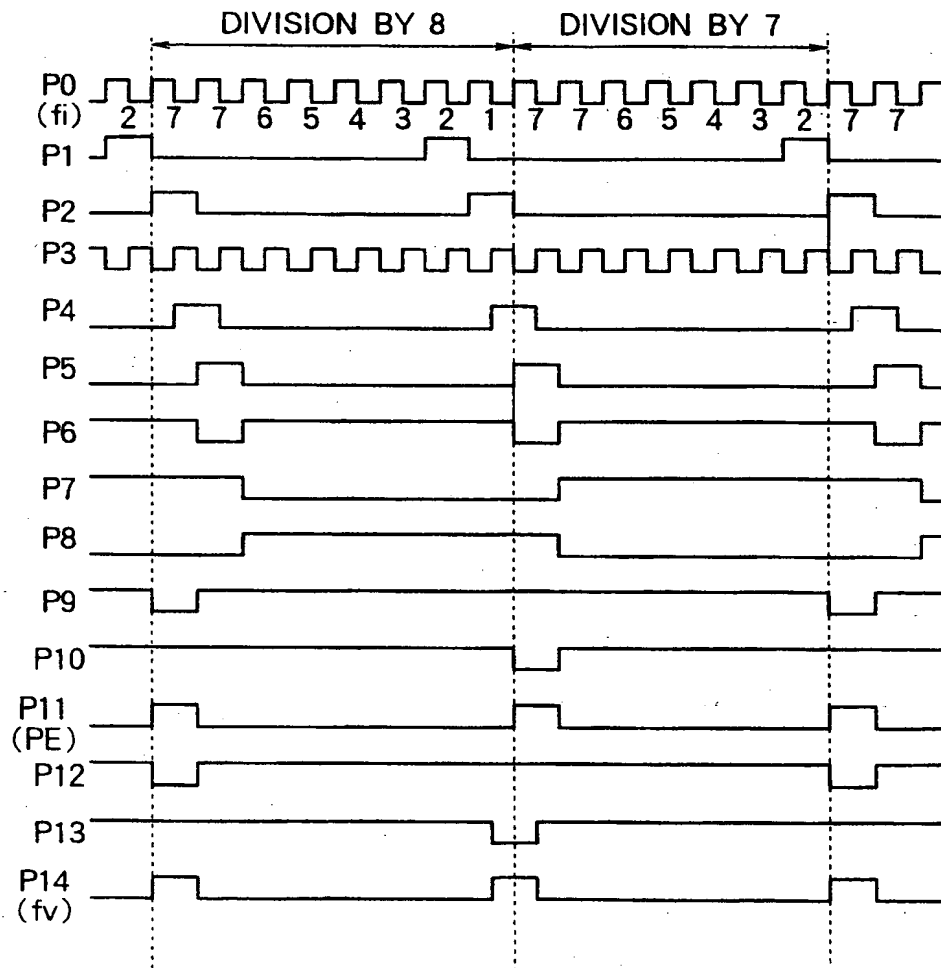 DIVISION BY 8 DIVISION BY 7
P0
(fi)
2 7 7 6 5 4 3 2 1 7 7 6 5 4 3 2 7 7
P1
P2
P3
P4
P5
P6
P7
P8
P9
P10
P11
(PE)
P12
P13
P14
(fv)